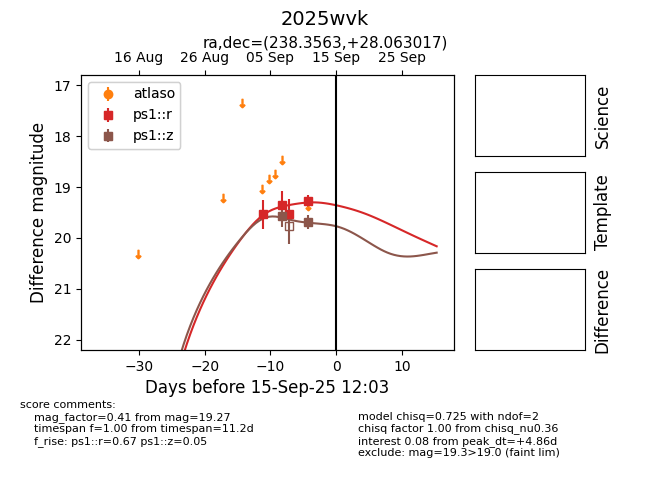 2025wvk
ra,dec=(238.3563,+28.063017)
16 Aug 26 Aug 05 Sep 15 Sep 25 Sep
atlaso
ps1::r
ps1::z
17
18
19
20
21
22
Difference magnitude
−30 −20 −10 0 10
Days before 15-Sep-25 12:03
Science
Template
Difference
score comments:
mag_factor=0.41 from mag=19.27
timespan f=1.00 from timespan=11.2d
f_rise: ps1::r=0.67 ps1::z=0.05
model chisq=0.725 with ndof=2
chisq factor 1.00 from chisq_nu0.36
interest 0.08 from peak_dt=+4.86d
exclude: mag=19.3>19.0 (faint lim)